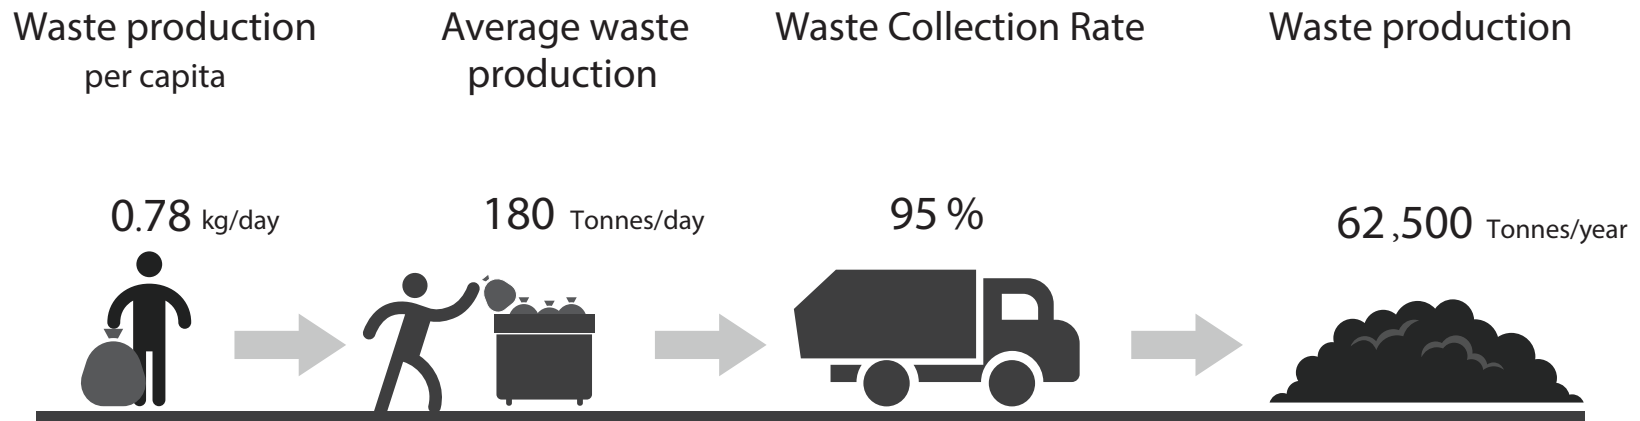 Waste production
per capita
Average waste
production
Waste Collection Rate
Waste production
0.78 kg/day
180 Tonnes/day
95 %
62,500 Tonnes/year